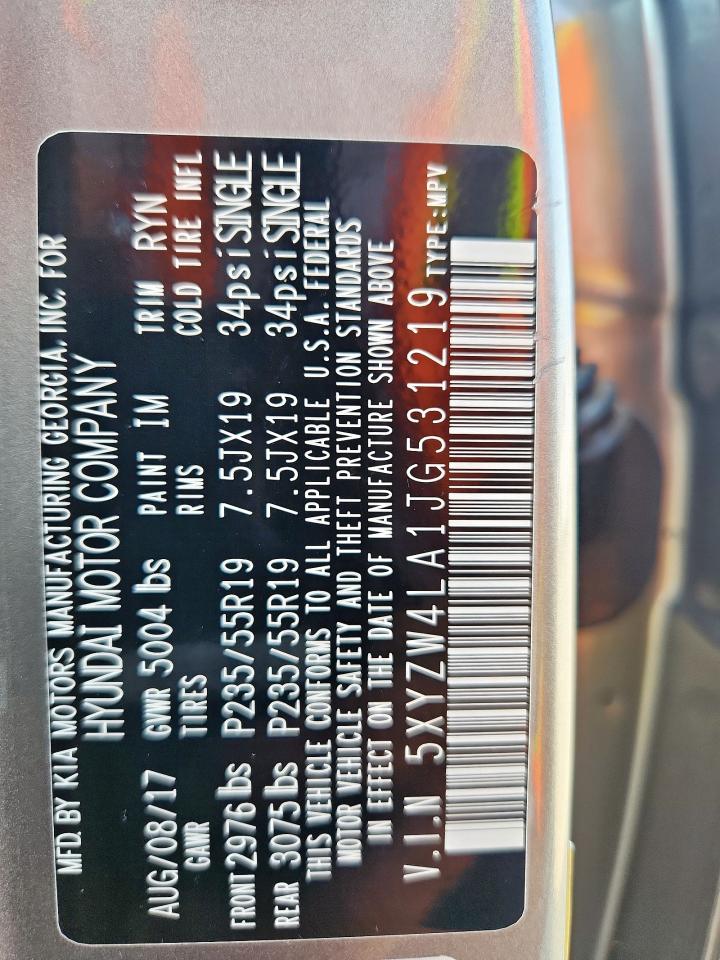 MFD. BY KIA MOTORS MANUFACTURING GEORGIA, INC. FOR
HYUNDAI MOTOR COMPANY
AUG/08/17 GVWR 5004 lbs PAINT IM TRIM RYN
GAWR TIRES RIMS COLD TIRE INFL
FRONT 2976 lbs P235/55R19 7.5JX19 34psi SINGLE
REAR 3075 lbs P235/55R19 7.5JX19 34psi SINGLE
THIS VEHICLE CONFORMS TO ALL APPLICABLE U.S.A. FEDERAL
MOTOR VEHICLE SAFETY AND THEFT PREVENTION STANDARDS
IN EFFECT ON THE DATE OF MANUFACTURE SHOWN ABOVE
V.I.N 5XYZW4LA1JG531219 TYPE:MPV